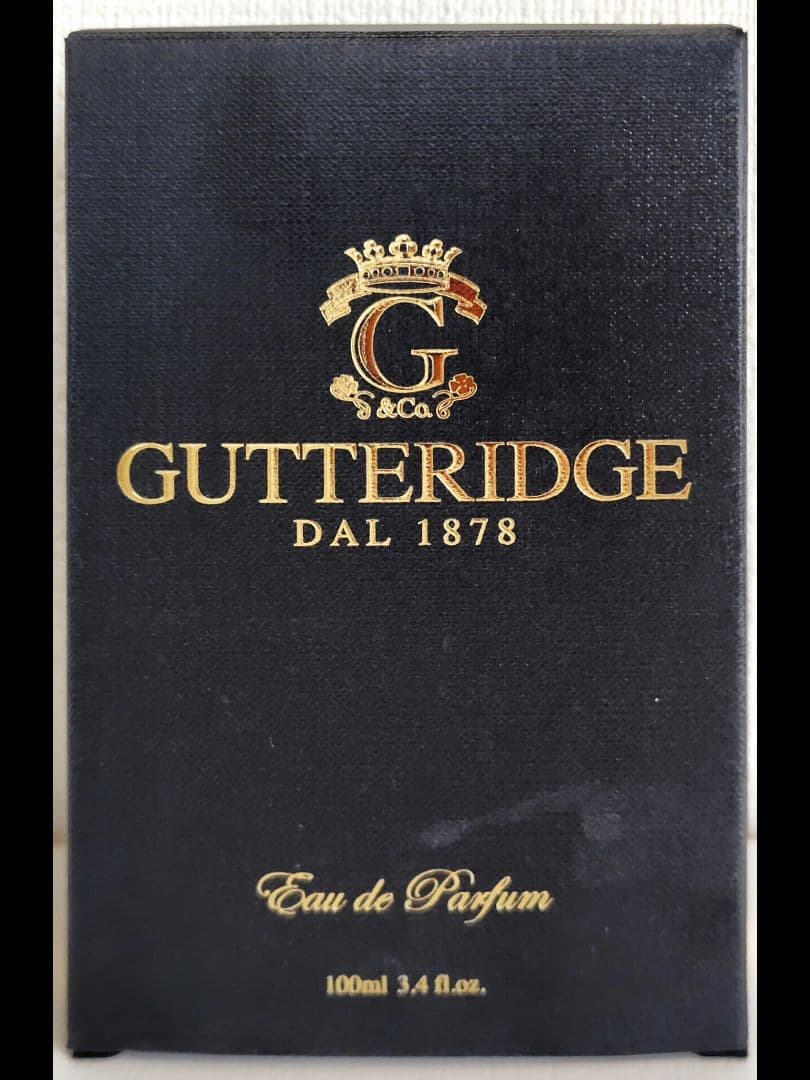 G
&Co.
GUTTERIDGE
DAL 1878
Eau de Parfum
100ml 3.4 fl.oz.